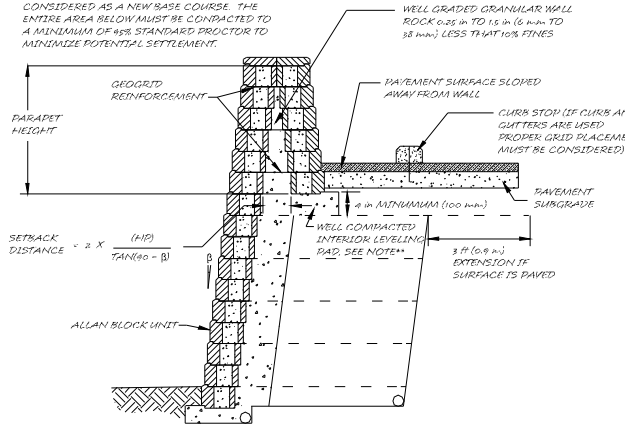 CONSIDERED AS A NEW BASE COURSE. THE
ENTIRE AREA BELOW MUST BE CONPACTED TO
A MINIMUM OF 95% STANDARD PROCTOR TO
MINIMIZE POTENTIAL SETTLEMENT.
WELL GRADED GRANULAR WALL
ROCK 0.25 in TO 1.5 in (6 mm TO
38 mm) LESS THAT 10% FINES
GEOGRID
REINFORCEMENT
PAVEMENT SURFACE SLOPED
AWAY FROM WALL
PARAPET
HEIGHT
CURB STOP (IF CURB AN
GUTTERS ARE USED
PROPER GRID PLACEME
MUST BE CONSIDERED)
4 in MINUMUM (100 mm)
PAVEMENT
SUBGRADE
SETBACK
DISTANCE = 2 X (HP)
TAN(90 - β)
WELL COMPACTED
INTERIOR LEVELING
PAD, SEE NOTE**
β
3 ft (0.9 m)
EXTENSION IF
SURFACE IS PAVED
ALLAN BLOCK UNIT